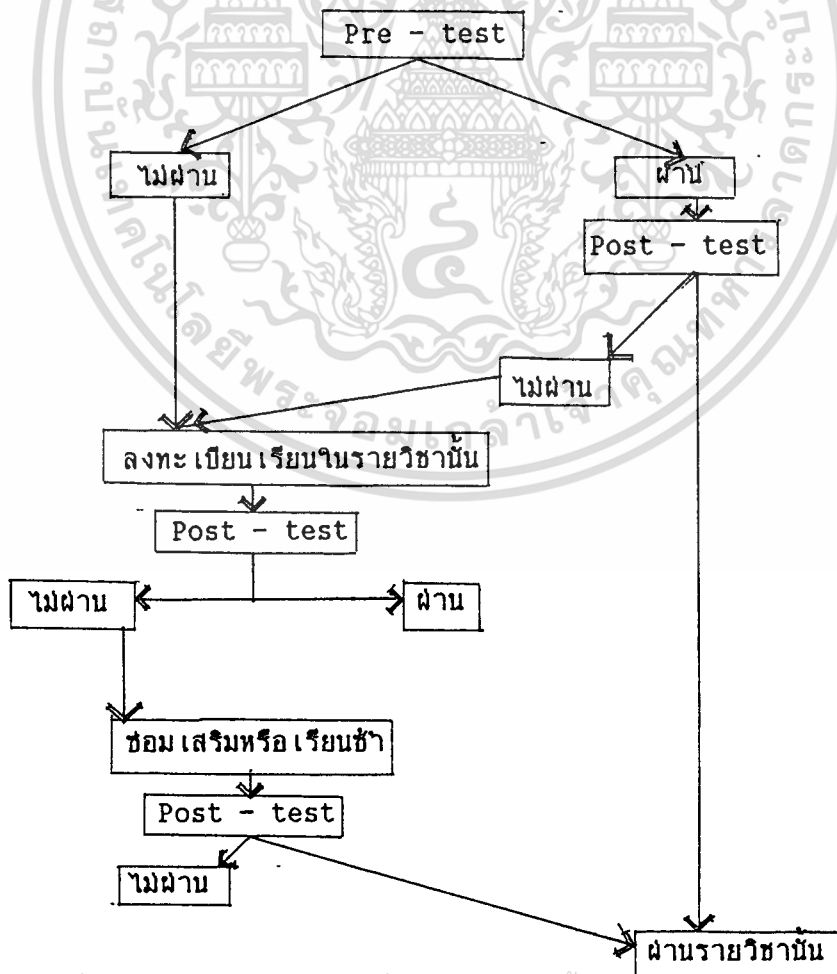 Pre - test
ไม่ผ่าน
ผ่าน
Post - test
ไม่ผ่าน
ลงทะเบียนเรียนในรายวิชานั้น
Post - test
ไม่ผ่าน
ผ่าน
ซ่อมเสริมหรือเรียนซ้ำ
Post - test
ไม่ผ่าน
ผ่านรายวิชานั้น